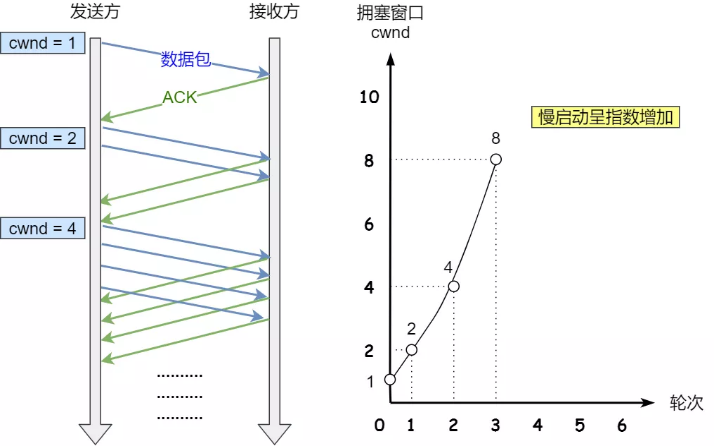 发送方
接收方
cwnd = 1
数据包
ACK
cwnd = 2
cwnd = 4
..........
..........
..........
拥塞窗口
cwnd
10
8
6
4
2
1
慢启动呈指数增加
8
4
2
0 1 2 3 4 5 6
轮次